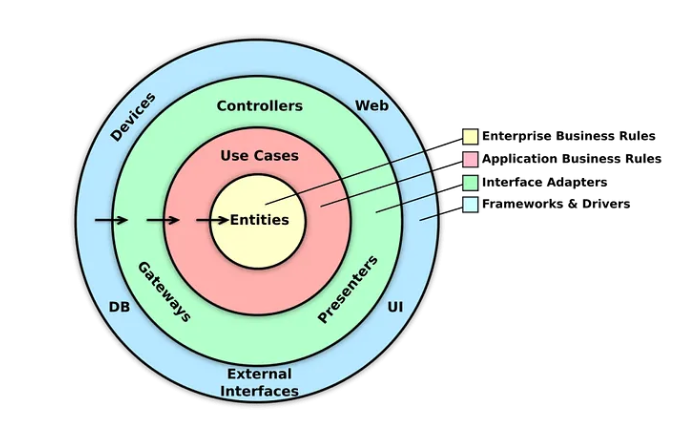 Devices
Controllers
Web
Use Cases
Entities
Gateways
Presenters
DB
UI
External
Interfaces
Enterprise Business Rules
Application Business Rules
Interface Adapters
Frameworks & Drivers